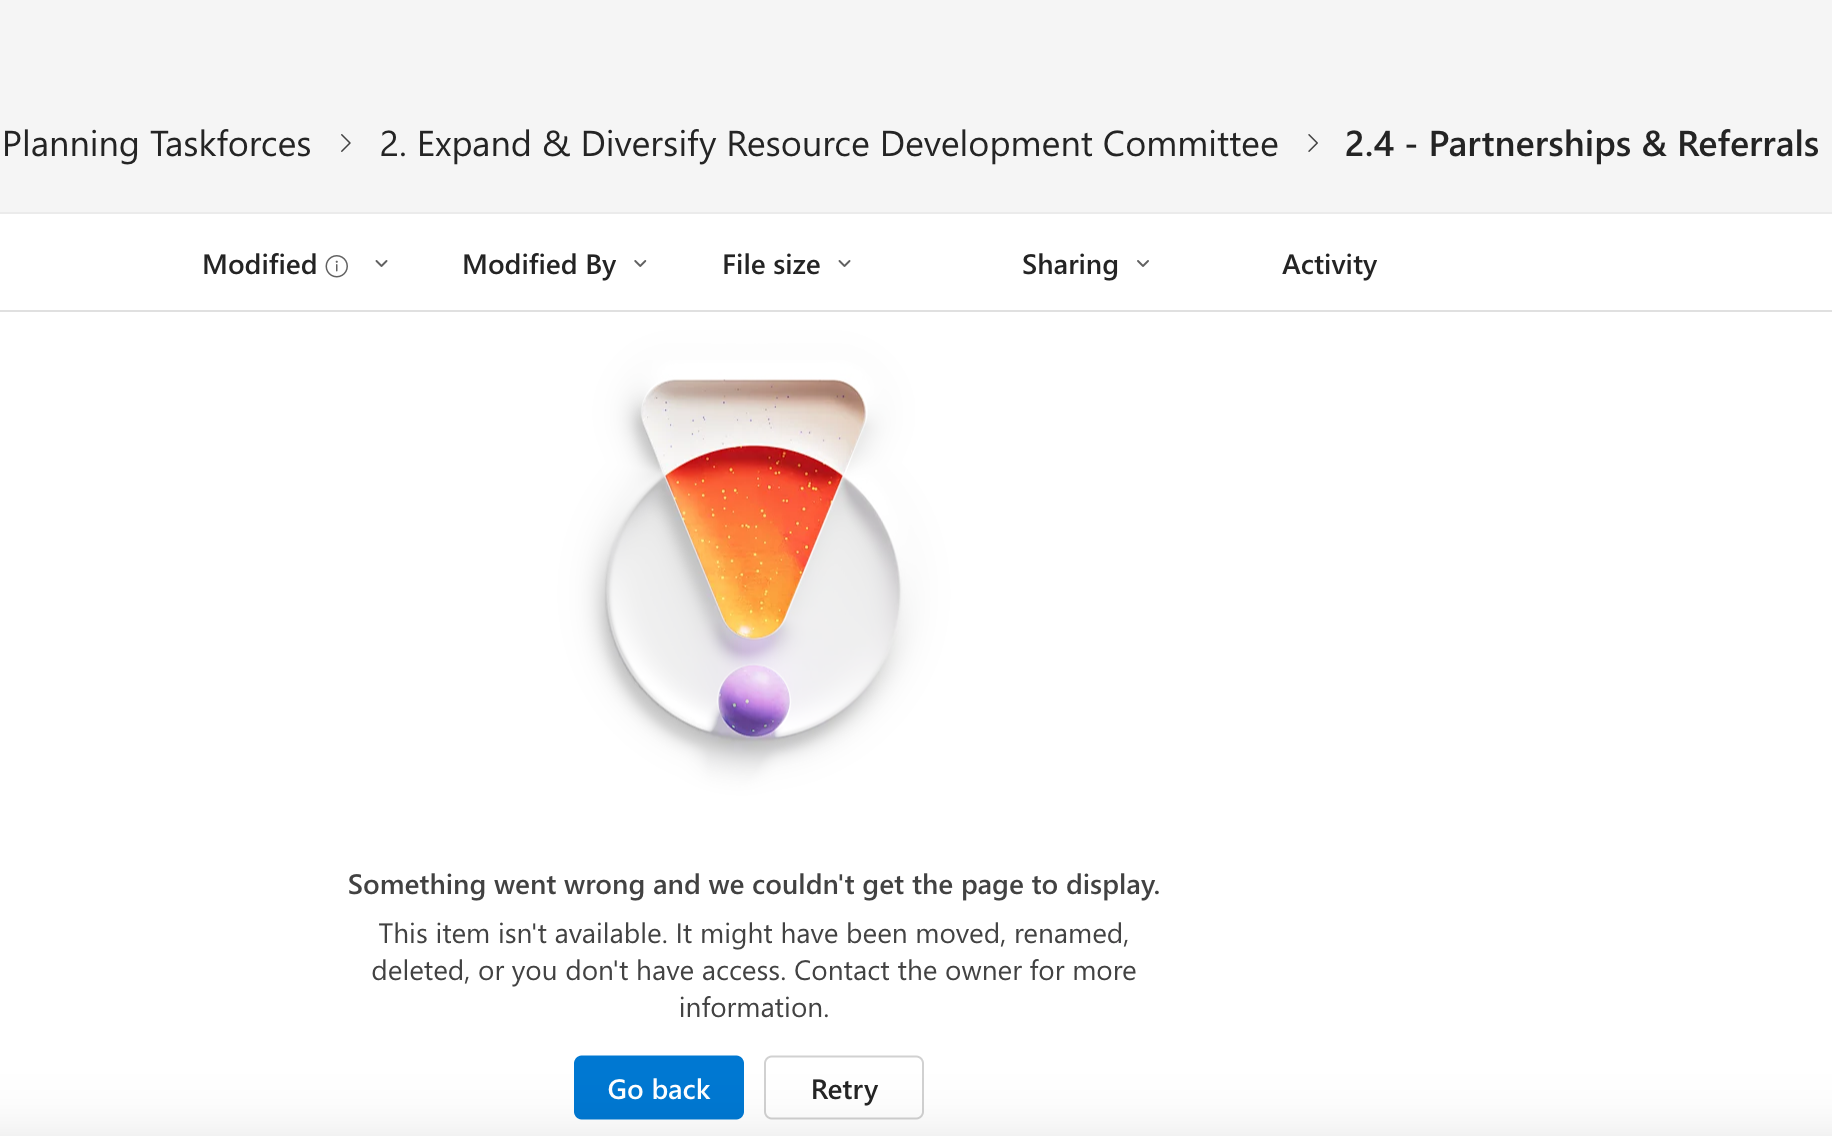 Planning Taskforces > 2. Expand & Diversify Resource Development Committee > 2.4 - Partnerships & Referrals
Modified Modified By File size Sharing Activity
Something went wrong and we couldn't get the page to display.
This item isn't available. It might have been moved, renamed,
deleted, or you don't have access. Contact the owner for more
information.
Go back Retry